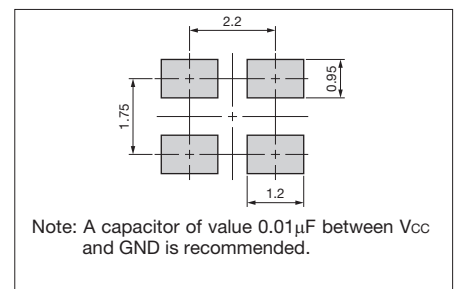 2.2
0.95
1.75
1.2
Note: A capacitor of value 0.01µF between Vcc
and GND is recommended.